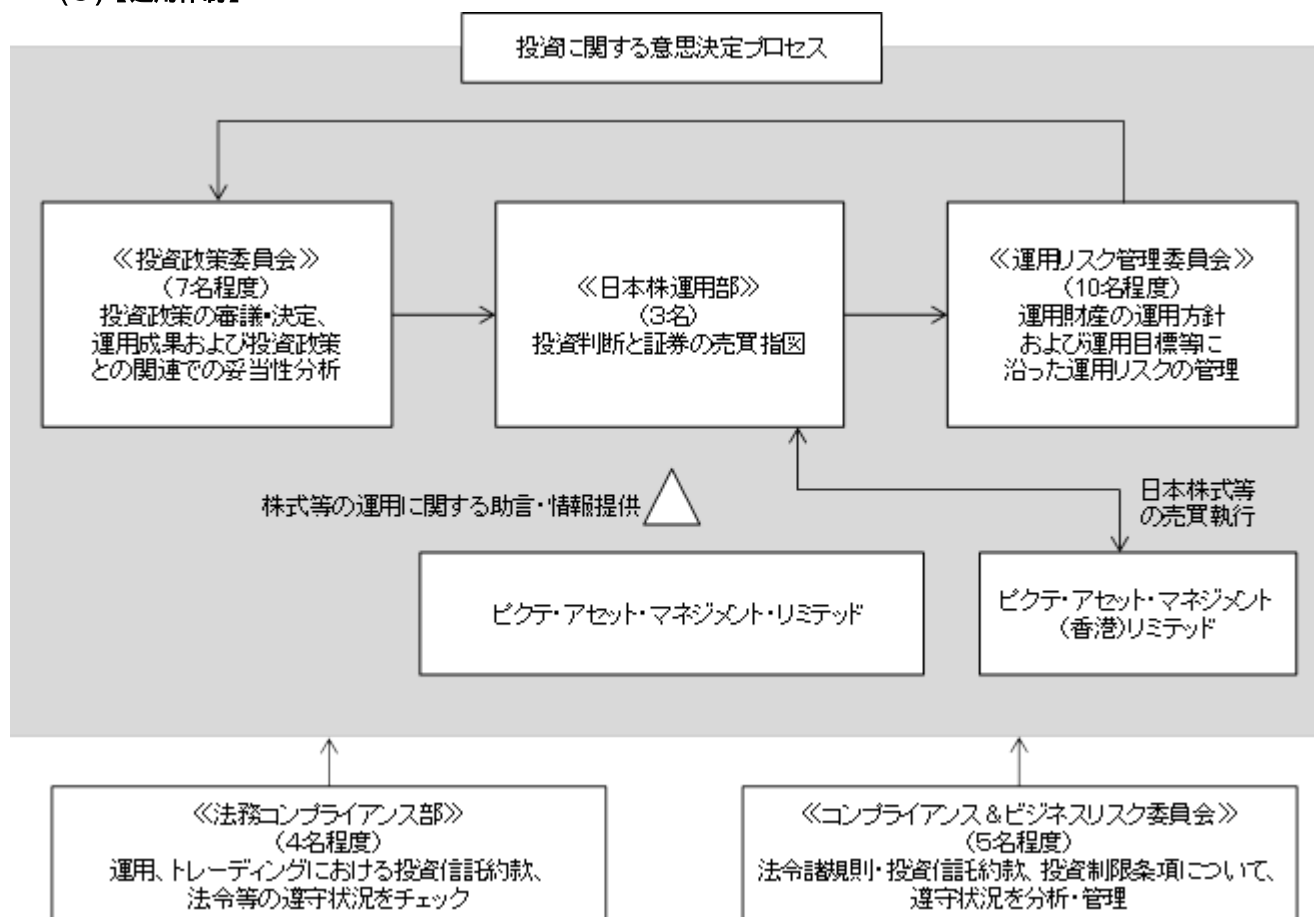 投資に関する意思決定プロセス
≪投資政策委員会≫
(7名程度)
投資政策の審議・決定、
運用成果および投資政策
との関連での妥当性分析
≪日本株運用部≫
(3名)
投資判断と証券の売買指図
≪運用リスク管理委員会≫
(10名程度)
運用財産の運用方針
および運用目標等に
沿った運用リスクの管理
株式等の運用に関する助言・情報提供
日本株式等
の売買執行
ピクテ・アセット・マネジメント・リミテッド
ピクテ・アセット・マネジメント
(香港)リミテッド
≪法務コンプライアンス部≫
(4名程度)
運用、トレーディングにおける投資信託約款、
法令等の遵守状況をチェック
≪コンプライアンス&ビジネスリスク委員会≫
(5名程度)
法令諸規則・投資信託約款、投資制限条項について、
遵守状況を分析・管理